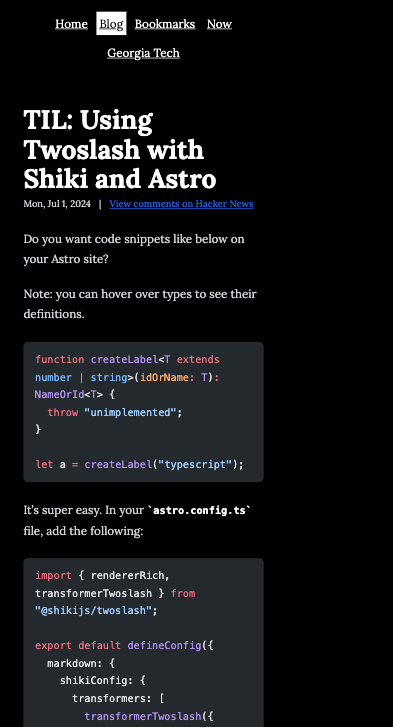 Home Blog Bookmarks Now
Georgia Tech
TIL: Using
Twoslash with
Shiki and Astro
Mon, Jul 1, 2024 | View comments on Hacker News
Do you want code snippets like below on
your Astro site?
Note: you can hover over types to see their
definitions.
function createLabel<T extends
number | string>(idOrName: T):
NameOrId<T> {
  throw "unimplemented";
}
let a = createLabel("typescript");
It’s super easy. In your `astro.config.ts`
file, add the following:
import { rendererRich,
transformerTwoslash } from
"@shikijs/twoslash";
export default defineConfig({
  markdown: {
    shikiConfig: {
      transformers: [
        transformerTwoslash({